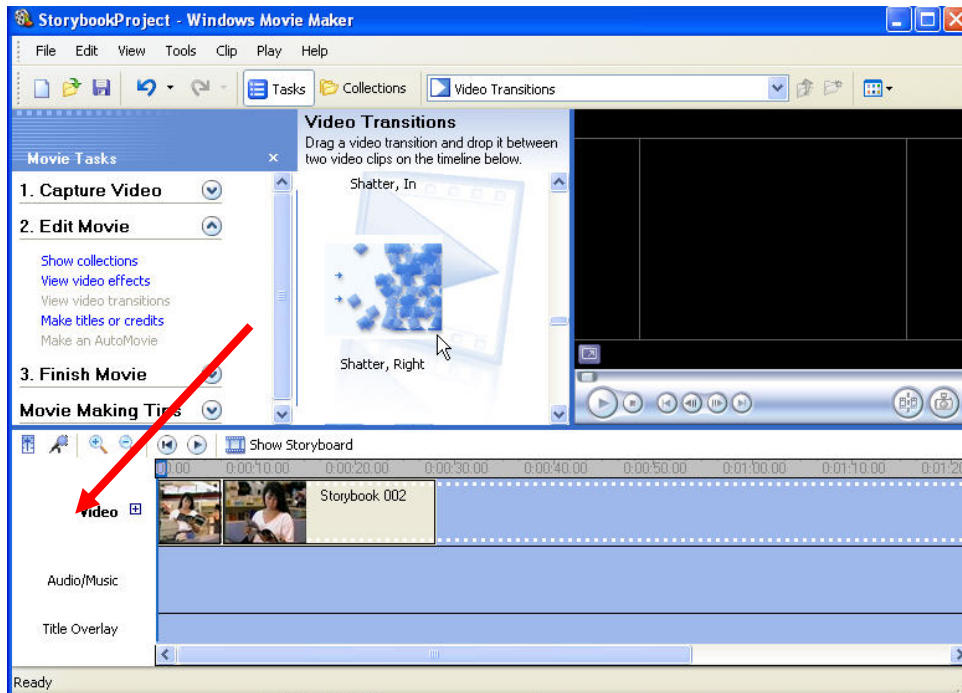 StorybookProject - Windows Movie Maker
File Edit View Tools Clip Play Help
Tasks Collections Video Transitions
Movie Tasks
Video Transitions
Drag a video transition and drop it between
two video clips on the timeline below.
1. Capture Video
2. Edit Movie
Show collections
View video effects
View video transitions
Make titles or credits
Make an AutoMovie
3. Finish Movie
Movie Making Tips
Shatter, In
Shatter, Right
Show Storyboard
0:00:10.00 0:00:20.00 0:00:30.00 0:00:40.00 0:00:50.00 0:01:00.00 0:01:10.00
Video
Storybook 002
Audio/Music
Title Overlay
Ready